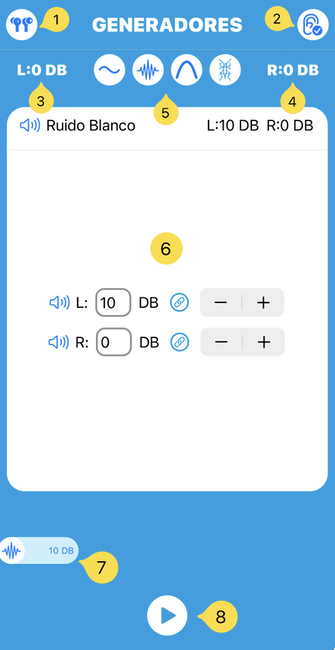 1 GENERADORES 2
L:0 DB R:0 DB
3 5 4
Ruido Blanco L:10 DB R:0 DB
6
L: 10 DB − +
R: 0 DB − +
10 DB
7
8